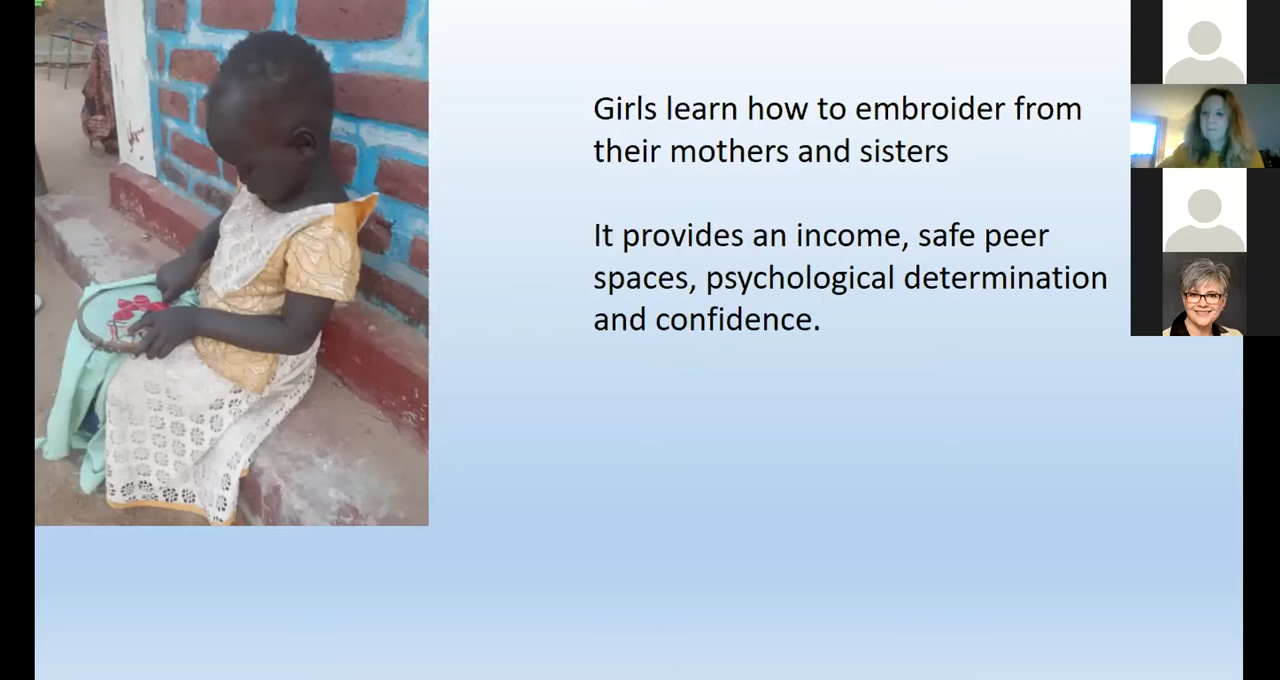 Girls learn how to embroider from
their mothers and sisters
It provides an income, safe peer
spaces, psychological determination
and confidence.